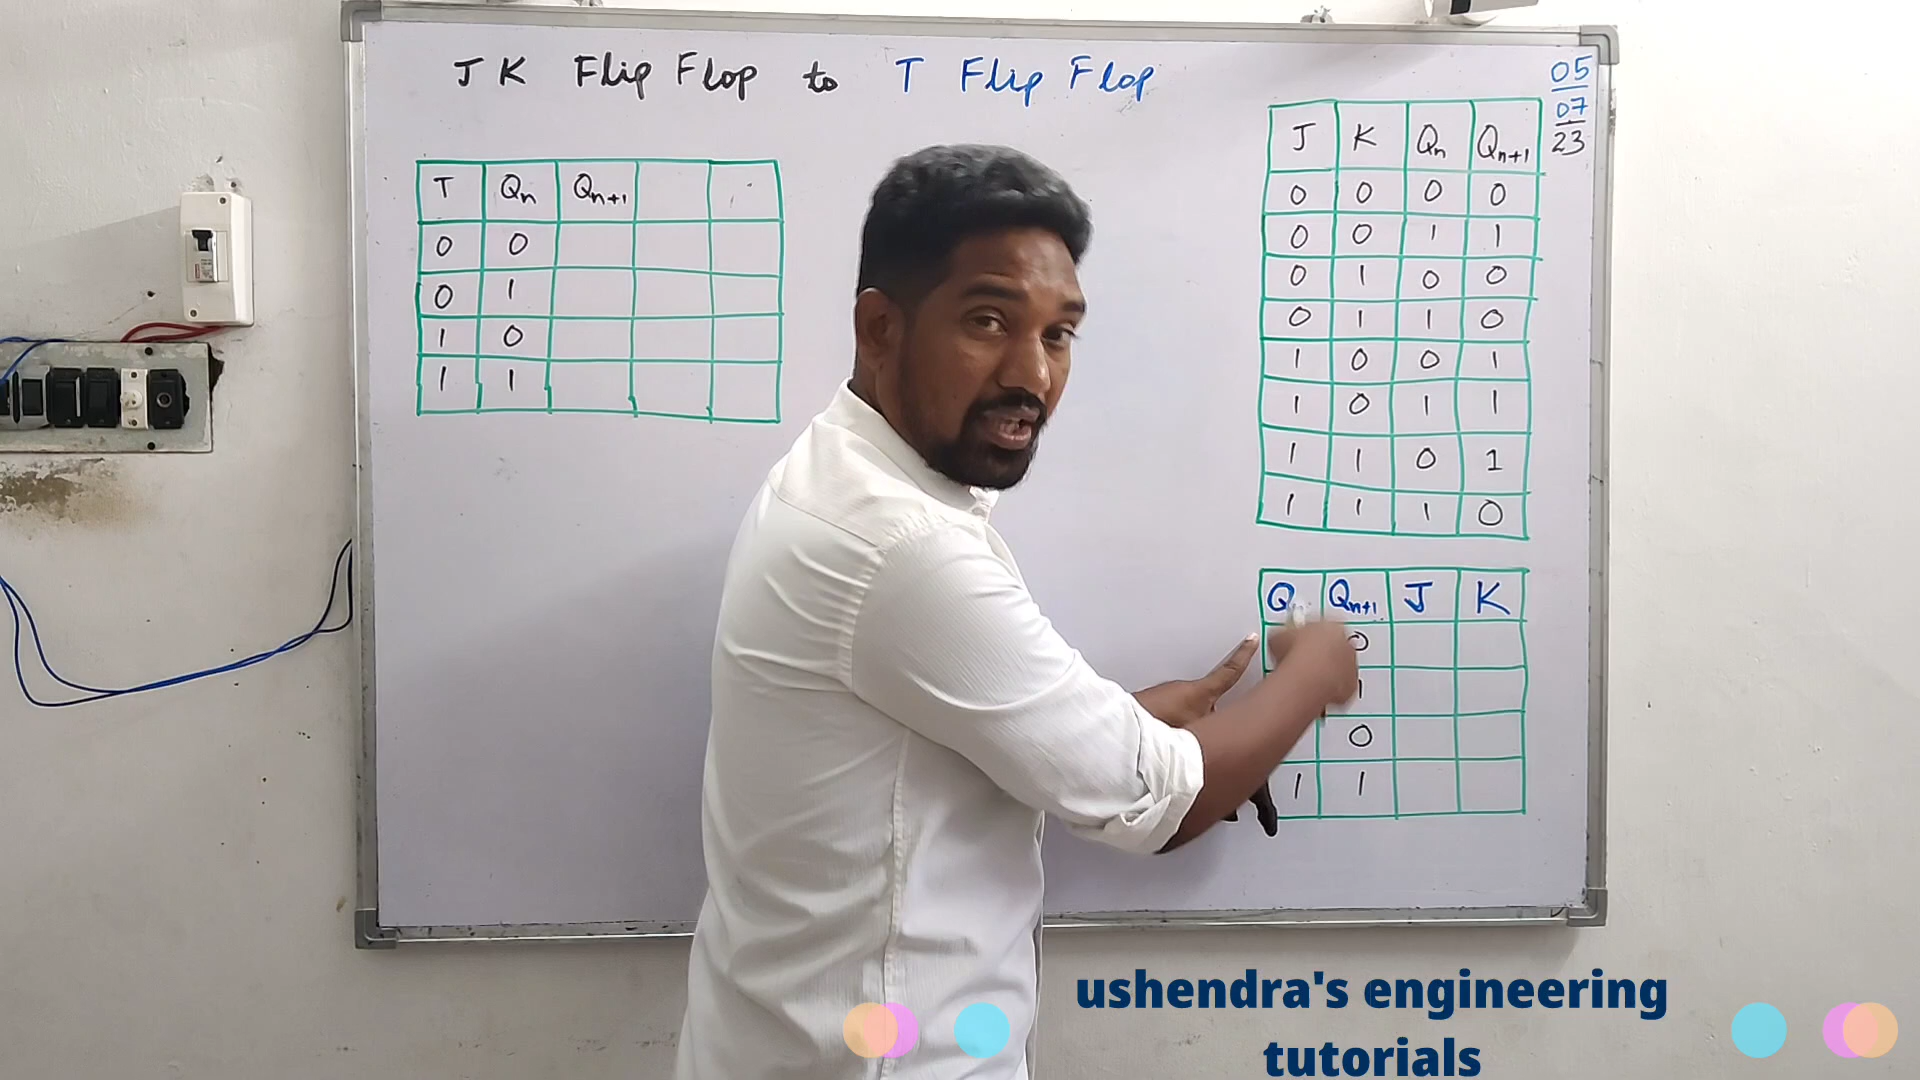 JK Flip Flop to T Flip Flop
05
07
23
T Qn Qn+1
0 0
0 1
1 0
1 1
J K Qn Qn+1
0 0 0 0
0 0 1 1
0 1 0 0
0 1 1 0
1 0 0 1
1 0 1 1
1 1 0 1
1 1 1 0
Q Qn+1 J K
0
1
0
1 1
ushendra's engineering
tutorials